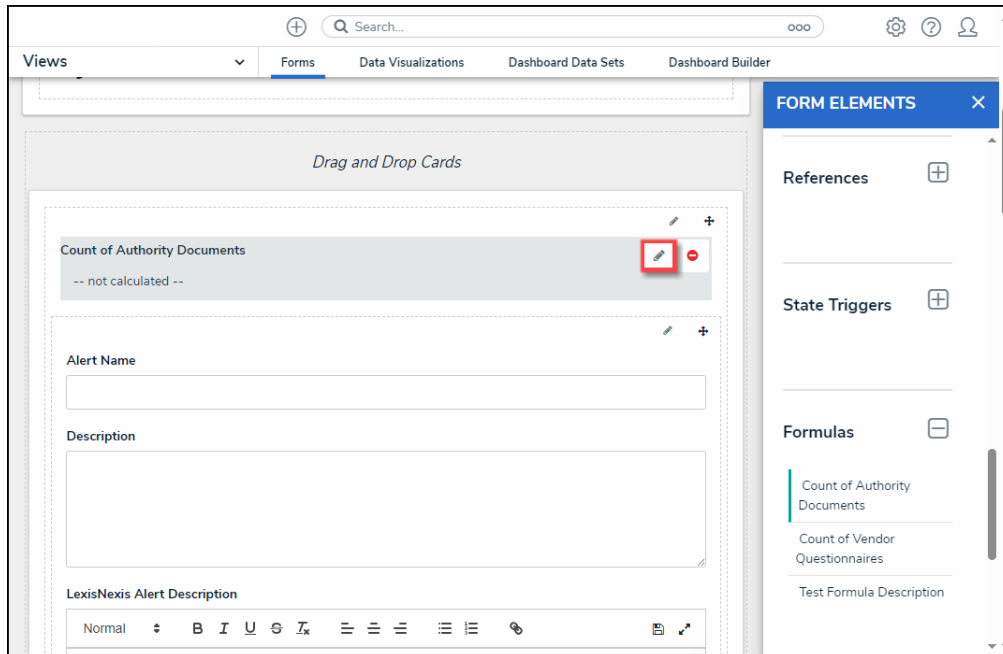 Search...
ooo
Views
Forms
Data Visualizations
Dashboard Data Sets
Dashboard Builder
FORM ELEMENTS
Drag and Drop Cards
References
Count of Authority Documents
-- not calculated --
State Triggers
Alert Name
Description
Formulas
Count of Authority
Documents
Count of Vendor
Questionnaires
Test Formula Description
LexisNexis Alert Description
Normal
B I U S Tx